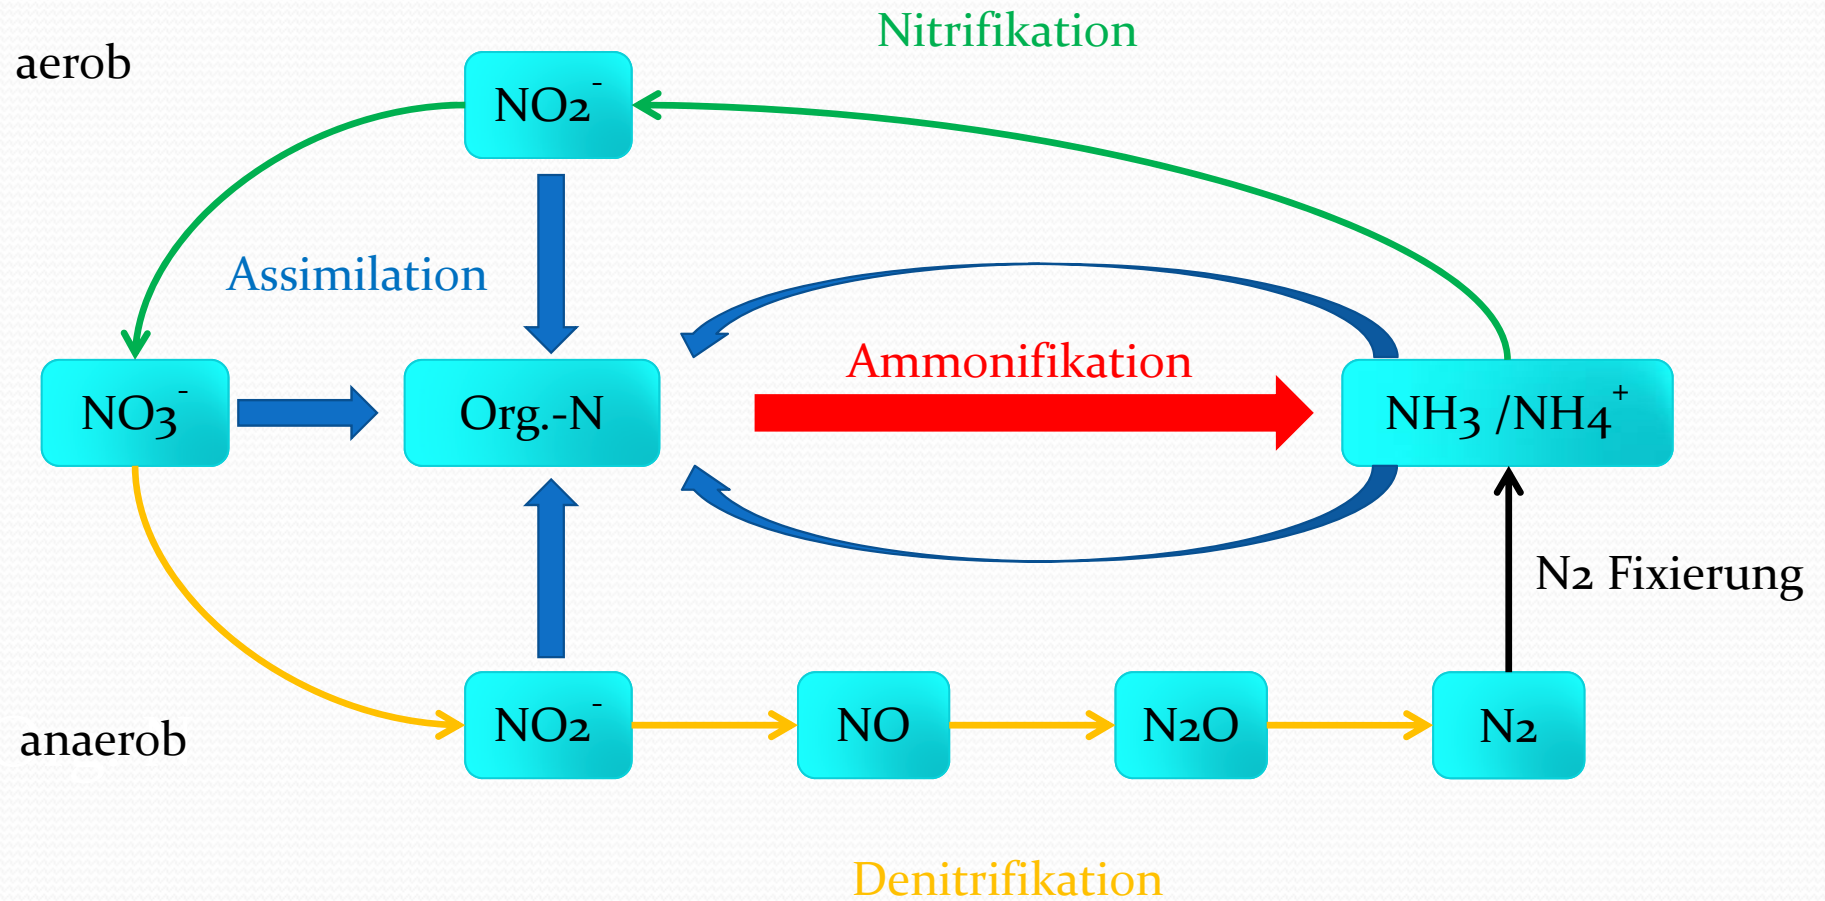 Nitrifikation
aerob
NO2⁻
Assimilation
Ammonifikation
NO3⁻
Org.-N
NH3 /NH4⁺
N2 Fixierung
anaerob
NO2⁻
NO
N2O
N2
Denitrifikation